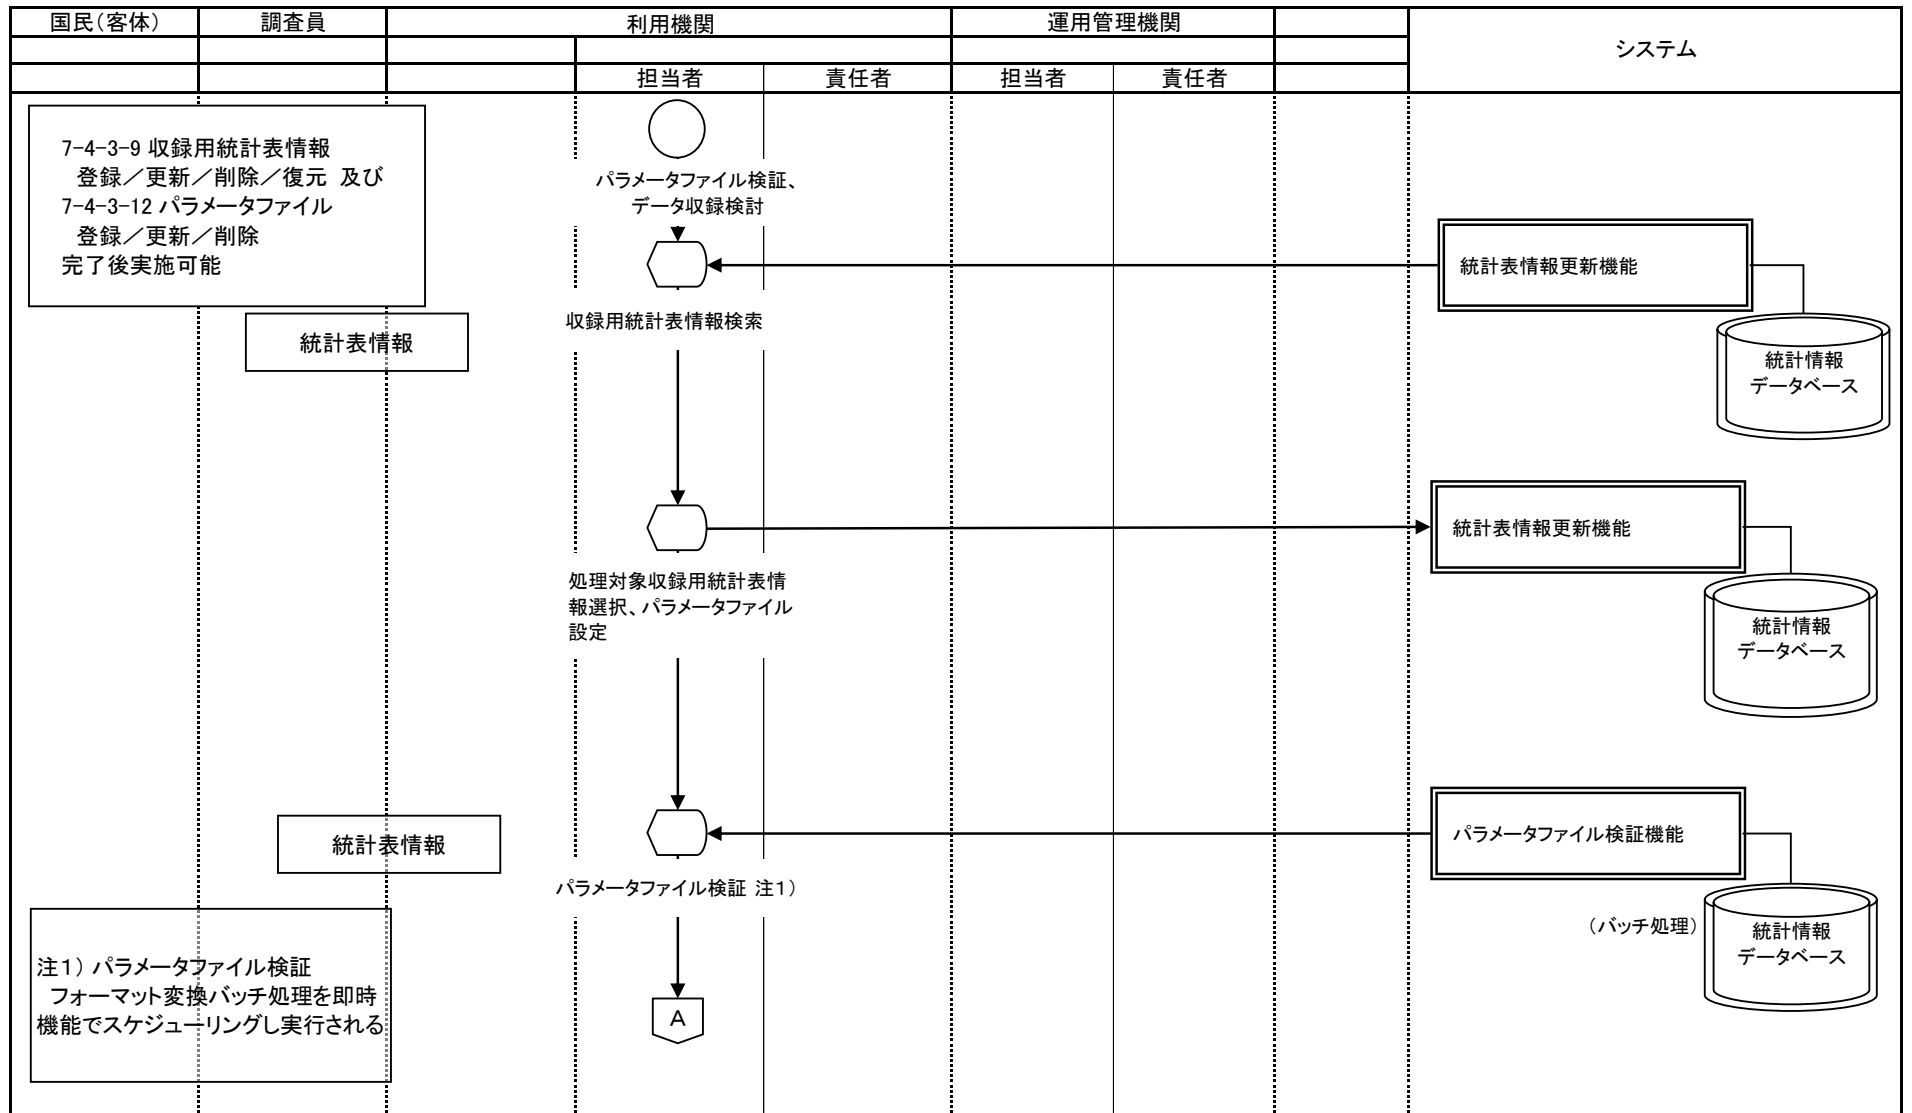 国民（客体）
調査員
利用機関
運用管理機関
システム
担当者
責任者
担当者
責任者
7-4-3-9 収録用統計表情報
登録／更新／削除／復元 及び
7-4-3-12 パラメータファイル
登録／更新／削除
完了後実施可能
パラメータファイル検証、
データ収録検討
統計表情報更新機能
収録用統計表情報検索
統計表情報
統計情報
データベース
統計表情報更新機能
処理対象収録用統計表情
報選択、パラメータファイル
設定
統計情報
データベース
統計表情報
パラメータファイル検証機能
パラメータファイル検証 注１）
（バッチ処理）
統計情報
データベース
注１） パラメータファイル検証
フォーマット変換バッチ処理を即時
機能でスケジューリングし実行される
A